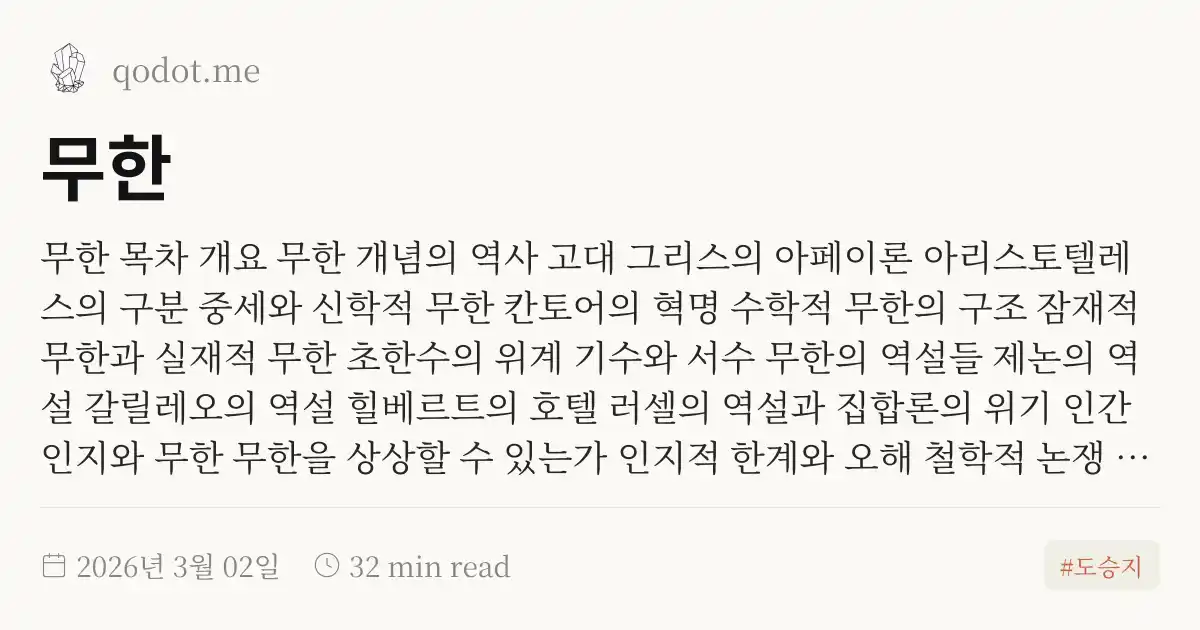 qodot.me
무한
무한 목차 개요 무한 개념의 역사 고대 그리스의 아페이론 아리스토텔레
스의 구분 중세와 신학적 무한 칸토어의 혁명 수학적 무한의 구조 잠재적
무한과 실재적 무한 초한수의 위계 기수와 서수 무한의 역설들 제논의 역
설 갈릴레오의 역설 힐베르트의 호텔 러셀의 역설과 집합론의 위기 인간
인지와 무한 무한을 상상할 수 있는가 인지적 한계와 오해 철학적 논쟁 …
2026년 3월 02일 32 min read #도승지